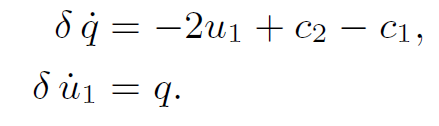 δ q̇ = −2u₁ + c₂ − c₁,
δ u̇₁ = q.